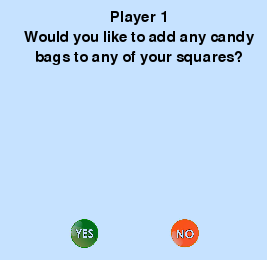 Player 1
Would you like to add any candy
bags to any of your squares?
YES NO